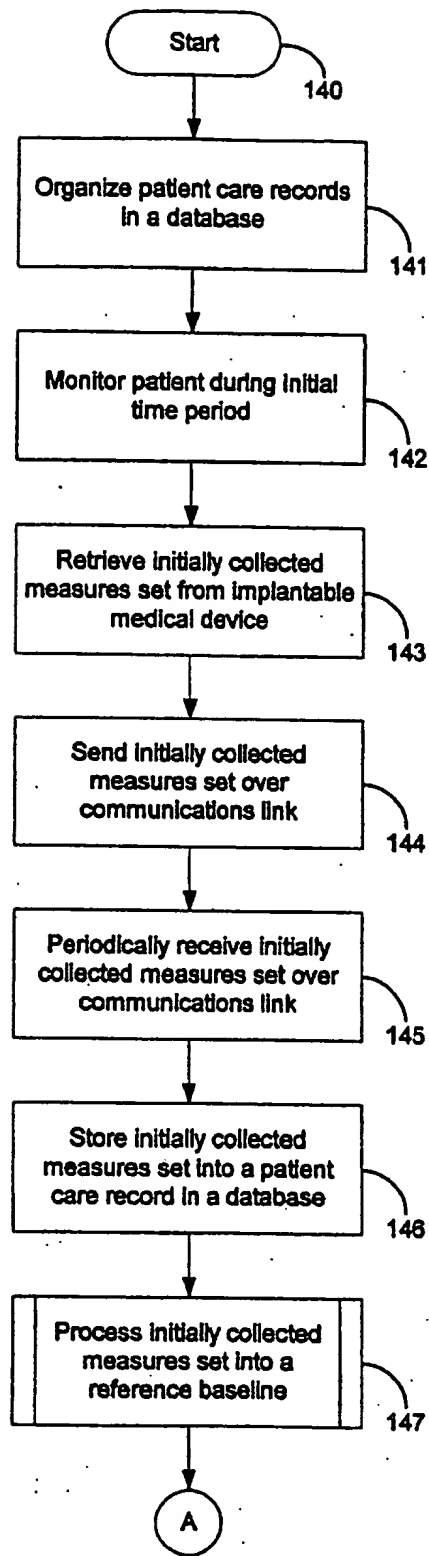 Start
140
Organize patient care records
in a database
141
Monitor patient during initial
time period
142
Retrieve initially collected
measures set from implantable
medical device
143
Send initially collected
measures set over
communications link
144
Periodically receive initially
collected measures set over
communications link
145
Store initially collected
measures set into a patient
care record in a database
146
Process initially collected
measures set into a
reference baseline
147
A